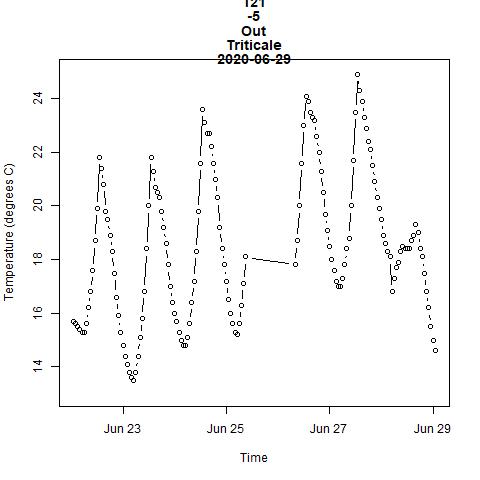 121
-5
Out
Triticale
2020-06-29
Temperature (degrees C)
24
22
20
18
16
14
Jun 23
Jun 25
Jun 27
Jun 29
Time